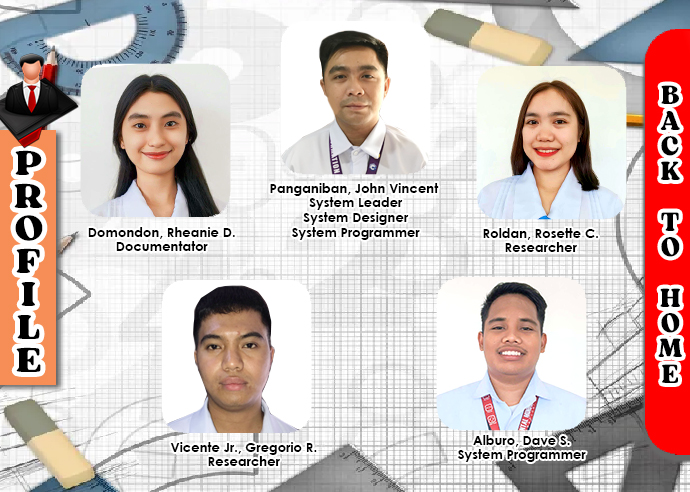 PROFILE
Domondon, Rheanie D.
Documentator
Panganiban, John Vincent
System Leader
System Designer
System Programmer
Roldan, Rosette C.
Researcher
Vicente Jr., Gregorio R.
Researcher
Alburo, Dave S.
System Programmer
BACK TO HOME